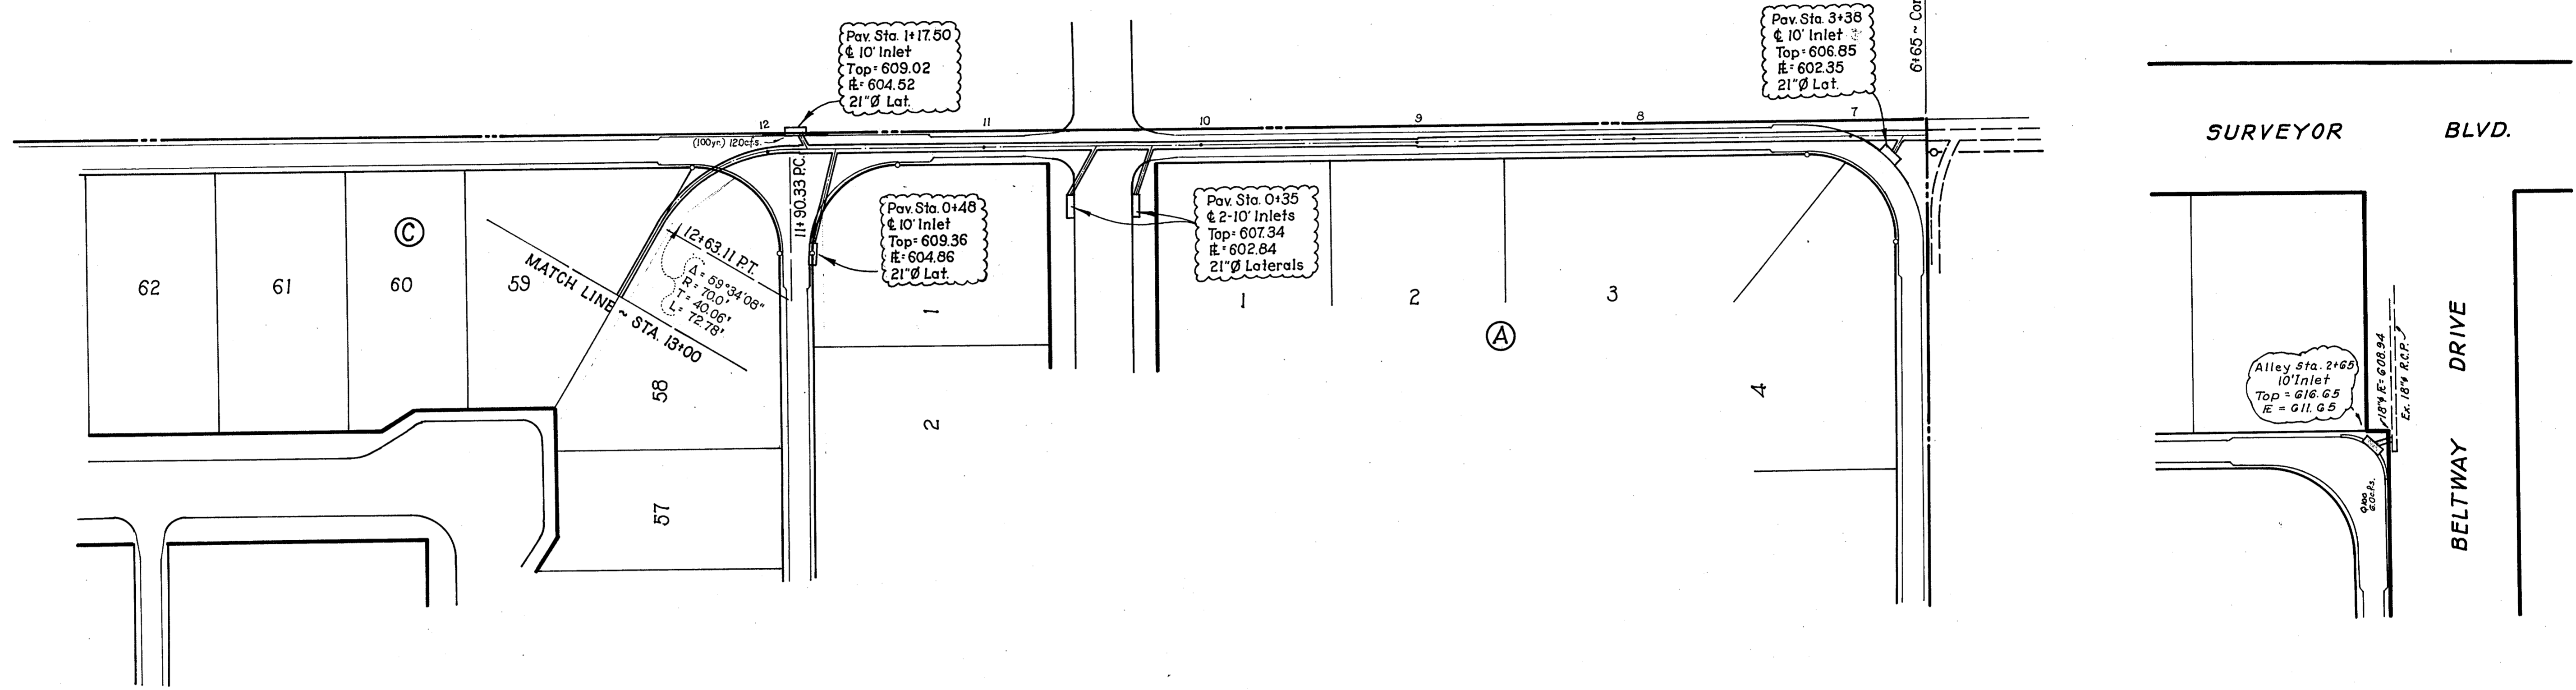 Pav. Sta. 1+17.50
℄ 10' Inlet
Top = 609.02
FL = 604.52
21"Ø Lat.
Pav. Sta. 3+38
℄ 10' Inlet
Top = 606.85
FL = 602.35
21"Ø Lat.
6+65 ~
SURVEYOR BLVD.
12
11
10
9
8
7
(100yr.) 120c.f.s.
11+90.33 P.C.
Pav. Sta. 0+48
℄ 10' Inlet
Top = 609.36
FL = 604.86
21"Ø Lat.
Pav. Sta. 0+35
℄ 2-10' Inlets
Top = 607.34
FL = 602.84
21"Ø Laterals
C
62
61
60
59
12+63.11 P.T.
Δ = 59°34'08"
R = 70.0'
T = 40.06'
L = 72.78'
MATCH LINE ~ STA. 13+00
58
57
1
2
1
2
3
A
4
Alley Sta. 2+65
10' Inlet
Top = 616.65
FL = 611.65
18"Ø FL = 608.94
Ex. 18"Ø R.C.P.
Q100
6.0c.f.s.
BELTWAY DRIVE